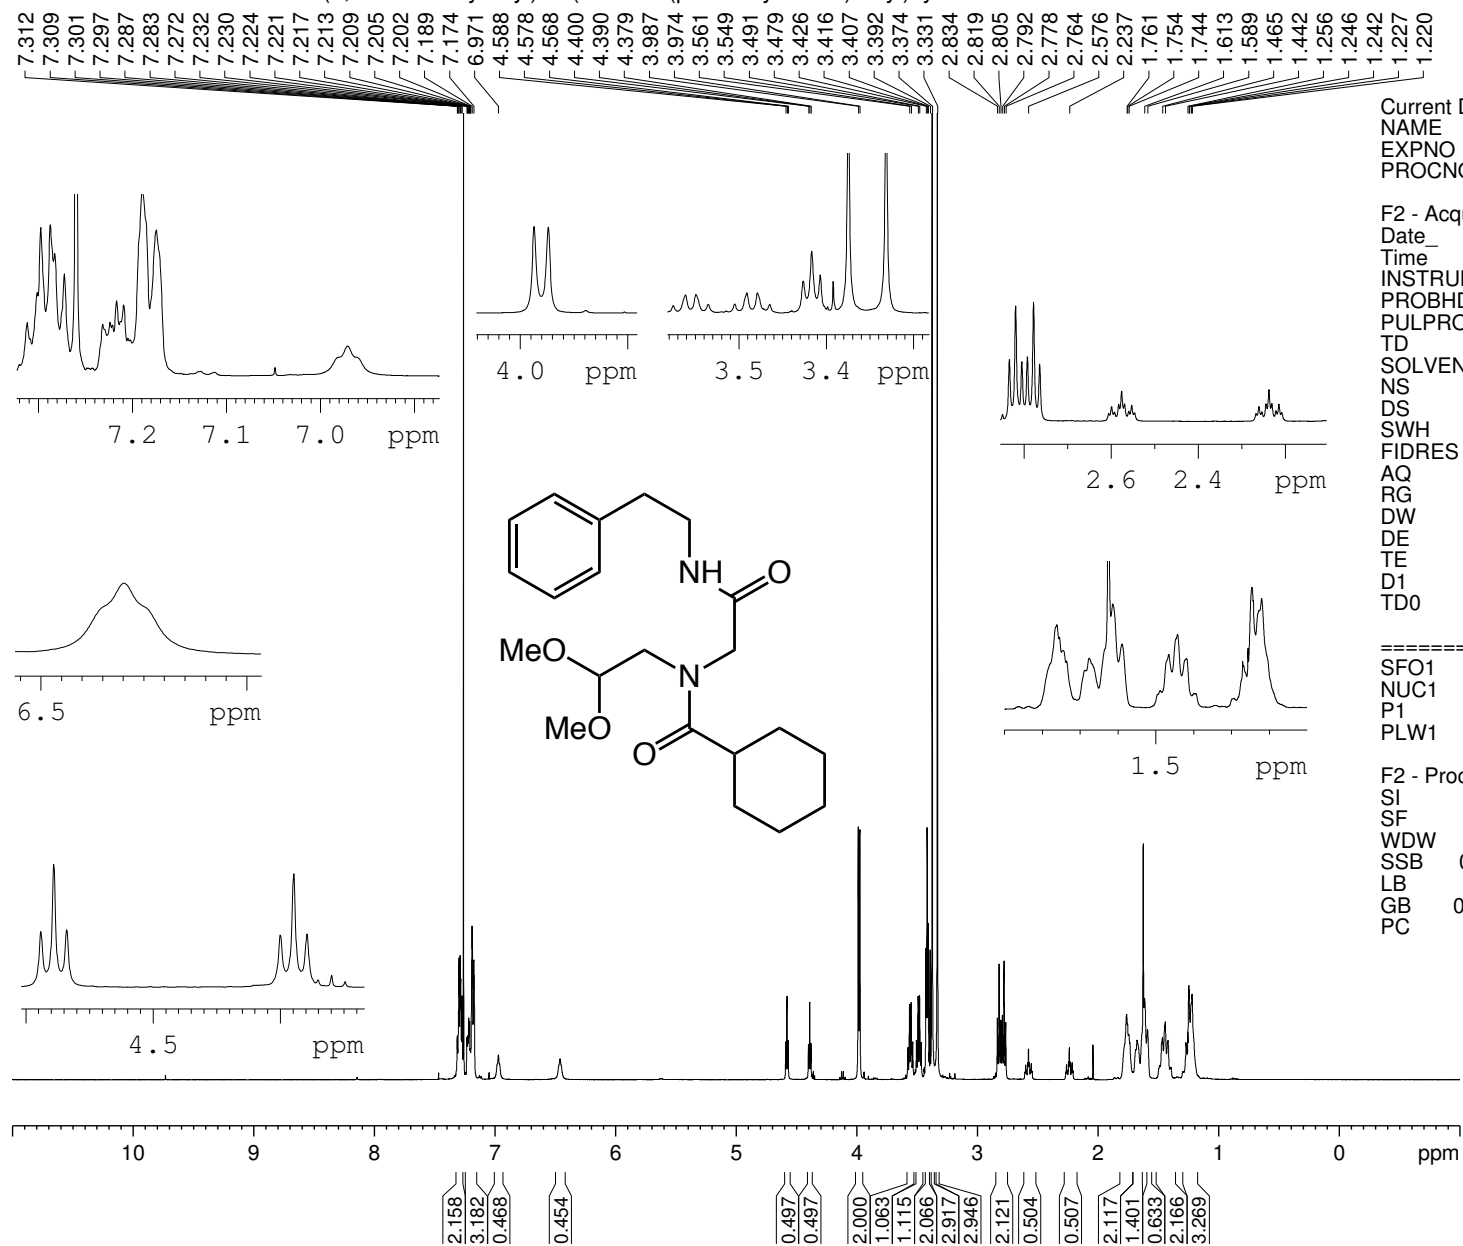 7.312
7.309
7.301
7.297
7.287
7.283
7.272
7.232
7.230
7.224
7.221
7.217
7.213
7.209
7.205
7.202
7.189
7.174
6.971
4.588
4.578
4.568
4.400
4.390
4.379
3.987
3.974
3.561
3.549
3.491
3.479
3.426
3.416
3.407
3.392
3.374
3.331
2.834
2.819
2.805
2.792
2.778
2.764
2.576
2.237
1.761
1.754
1.744
1.613
1.589
1.465
1.442
1.256
1.246
1.242
1.227
1.220
Current D
NAME
EXPNO
PROCNO
F2 - Acqu
Date_
Time
INSTRUM
PROBHD
PULPRO
TD
SOLVEN
NS
DS
SWH
FIDRES
AQ
RG
DW
DE
TE
D1
TD0
========
SFO1
NUC1
P1
PLW1
F2 - Proc
SI
SF
WDW
SSB 0
LB
GB 0
PC
7.2 7.1 7.0 ppm
4.0 ppm
3.5 3.4 ppm
2.6 2.4 ppm
6.5 ppm
1.5 ppm
4.5 ppm
NH
O
MeO
N
MeO
O
10 9 8 7 6 5 4 3 2 1 0 ppm
2.158
3.182
0.468
0.454
0.497
0.497
2.000
1.063
1.115
2.066
2.917
2.946
2.121
0.504
0.507
2.117
1.401
0.633
2.166
3.269